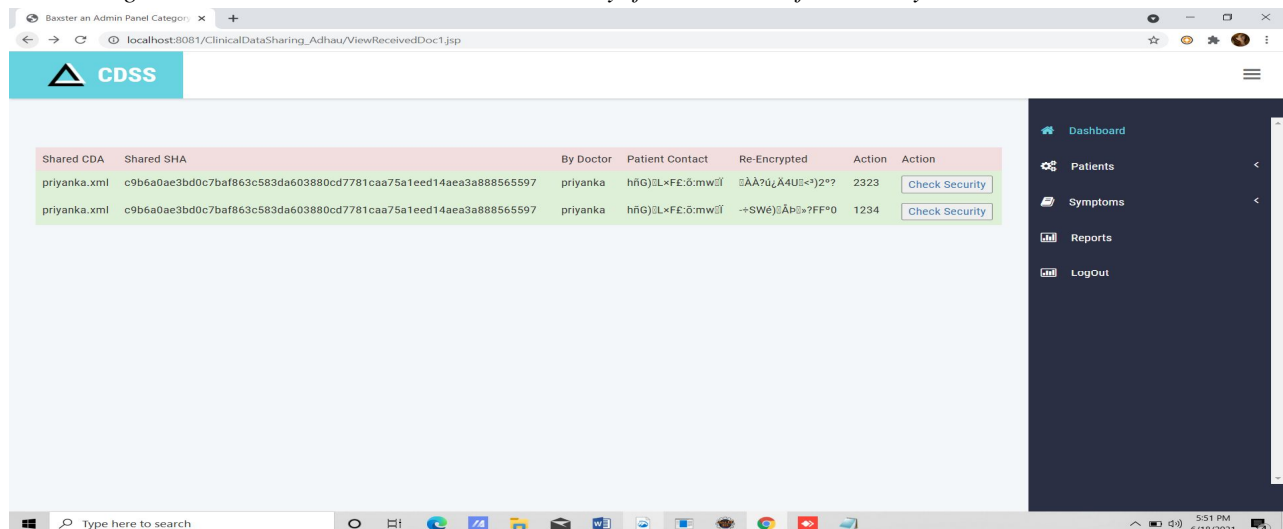 Baxster an Admin Panel Category
localhost:8081/ClinicalDataSharing_Adhau/ViewReceivedDoc1.jsp
CDSS
Dashboard
Patients
Symptoms
Reports
LogOut
Shared CDA Shared SHA By Doctor Patient Contact Re-Encrypted Action Action
priyanka.xml c9b6a0ae3bd0c7baf863c583da603880cd7781caa75a1eed14aea3a888565597 priyanka 2323 Check Security
priyanka.xml c9b6a0ae3bd0c7baf863c583da603880cd7781caa75a1eed14aea3a888565597 priyanka 1234 Check Security
Type here to search
5:51 PM